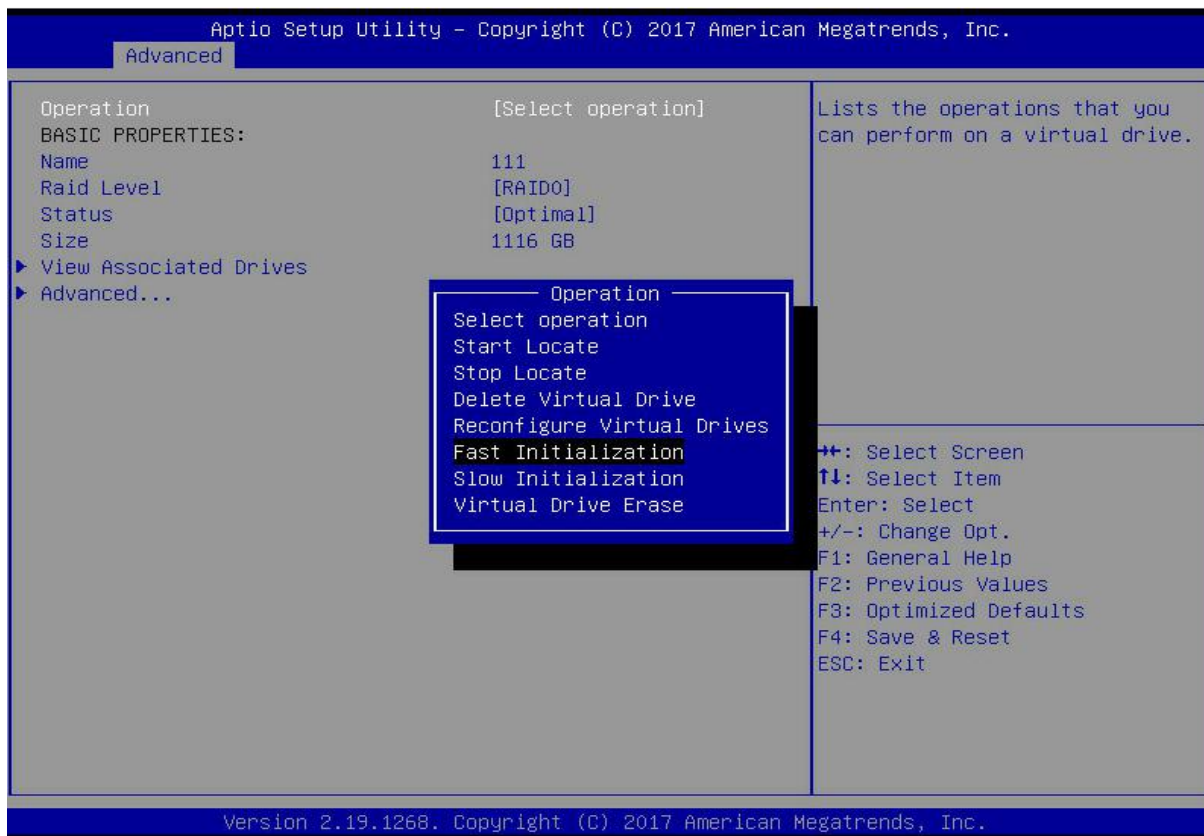 Aptio Setup Utility – Copyright (C) 2017 American Megatrends, Inc.
Advanced
Operation [Select operation]
BASIC PROPERTIES:
Name 111
Raid Level [RAID0]
Status [Optimal]
Size 1116 GB
▶ View Associated Drives
▶ Advanced...
Operation
Select operation
Start Locate
Stop Locate
Delete Virtual Drive
Reconfigure Virtual Drives
Fast Initialization
Slow Initialization
Virtual Drive Erase
Lists the operations that you
can perform on a virtual drive.
→←: Select Screen
↑↓: Select Item
Enter: Select
+/-: Change Opt.
F1: General Help
F2: Previous Values
F3: Optimized Defaults
F4: Save & Reset
ESC: Exit
Version 2.19.1268. Copyright (C) 2017 American Megatrends, Inc.